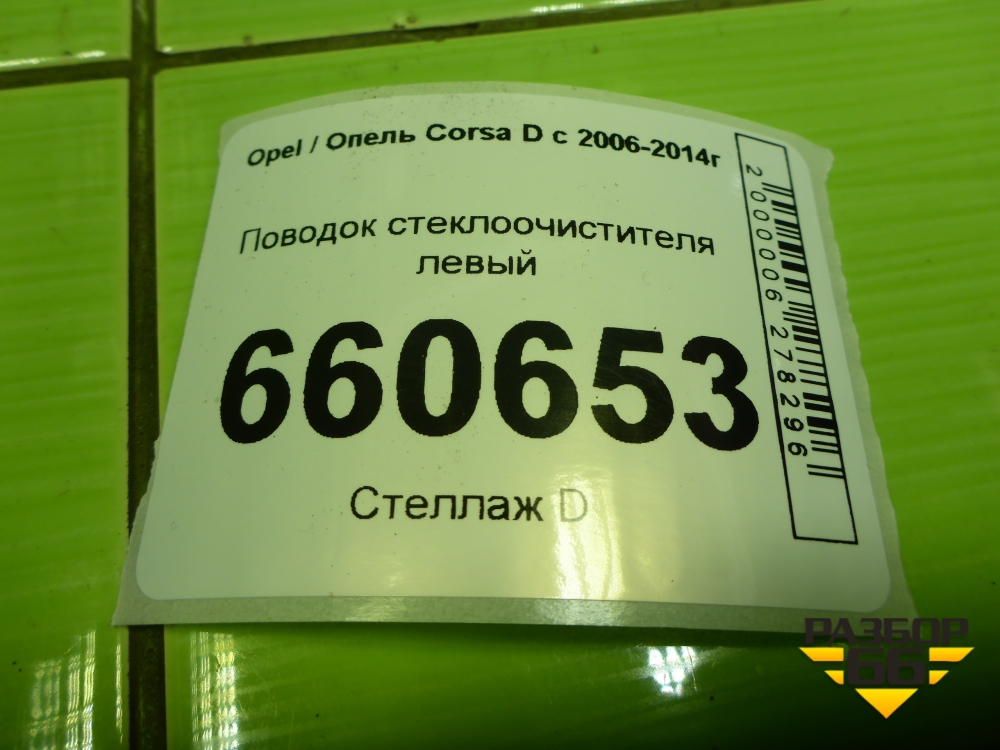 Opel / Опель Corsa D с 2006-2014г
Поводок стеклоочистителя
левый
660653
Стеллаж D
2000006278296
РАЗБОР
66